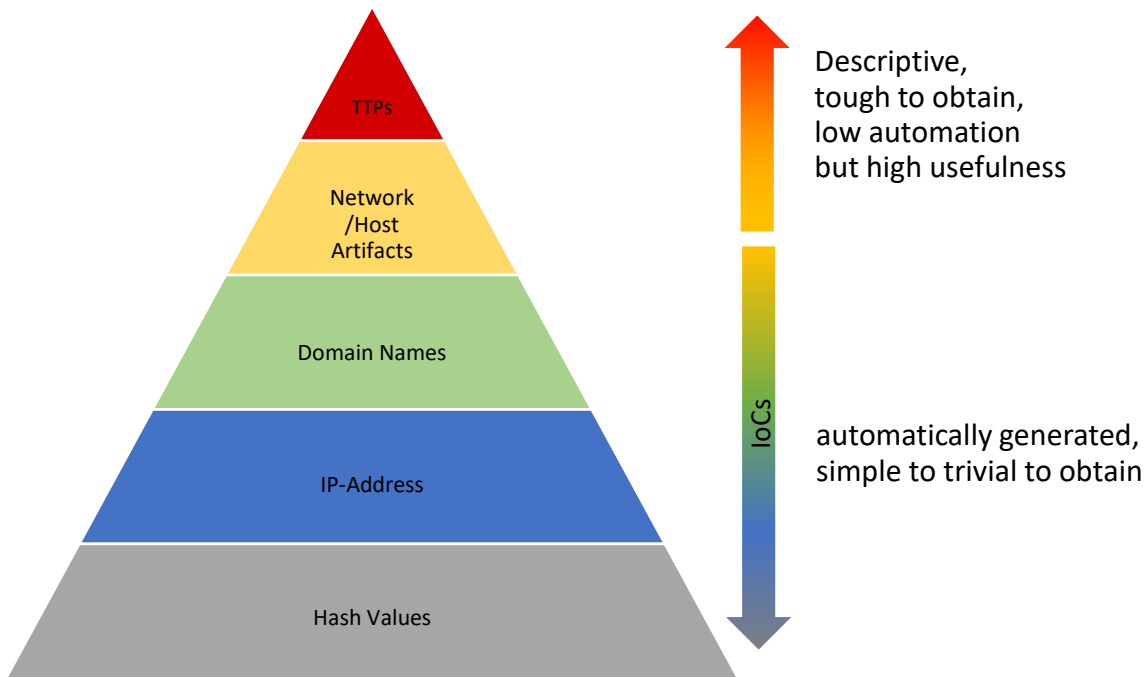 TTPs
Network
/Host
Artifacts
Domain Names
IP-Address
Hash Values
Descriptive,
tough to obtain,
low automation
but high usefulness
IoCs
automatically generated,
simple to trivial to obtain